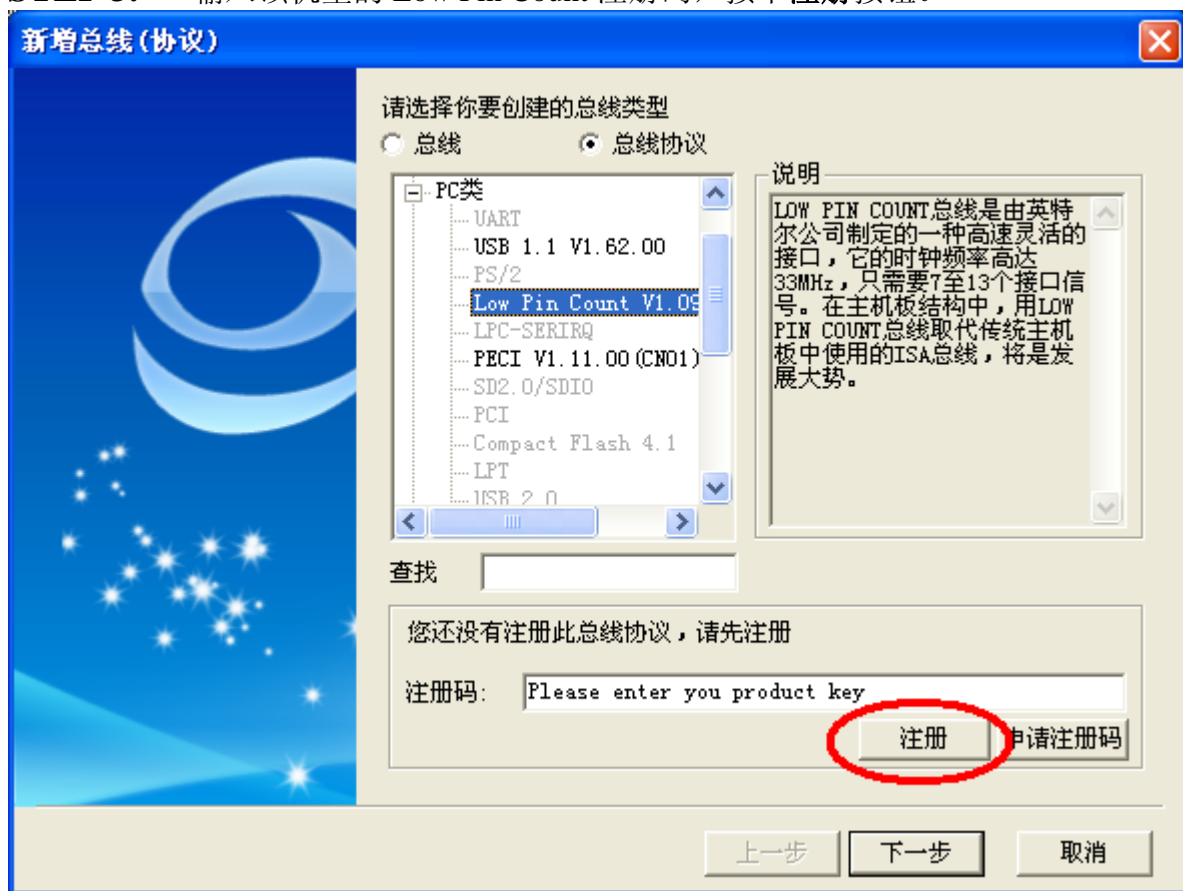 新增总线(协议)
请选择你要创建的总线类型
总线 总线协议
PC类
UART
USB 1.1 V1.62.00
PS/2
Low Pin Count V1.09
LPC-SERIRQ
PECI V1.11.00(CN01)
SD2.0/SDIO
PCI
Compact Flash 4.1
LPT
USB 2.0
说明
LOW PIN COUNT总线是由英特
尔公司制定的一种高速灵活的
接口，它的时钟频率高达
33MHz，只需要7至13个接口信
号。在主机板结构中，用LOW
PIN COUNT总线取代传统主机
板中使用的ISA总线，将是发
展大势。
查找
您还没有注册此总线协议，请先注册
注册码: Please enter you product key
注册 申请注册码
上一步 下一步 取消